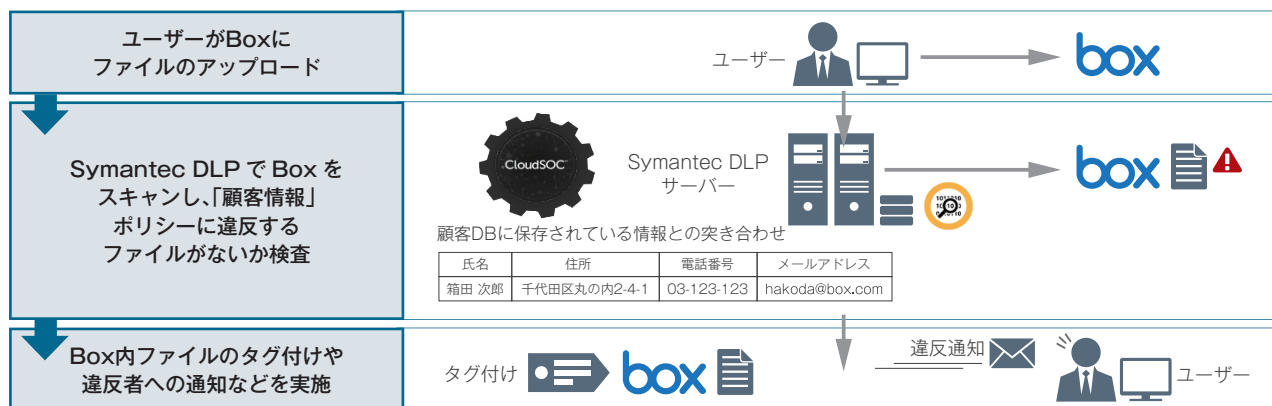 ユーザーがBoxに
ファイルのアップロード
ユーザー
box
Symantec DLP で Box を
スキャンし、「顧客情報」
ポリシーに違反する
ファイルがないか検査
CloudSOC™
Symantec DLP
サーバー
1011010
10110
010110
box
顧客DBに保存されている情報との突き合わせ
氏名 住所 電話番号 メールアドレス
箱田 次郎 千代田区丸の内2-4-1 03-123-123 hakoda@box.com
Box内ファイルのタグ付けや
違反者への通知などを実施
タグ付け
box
違反通知
ユーザー